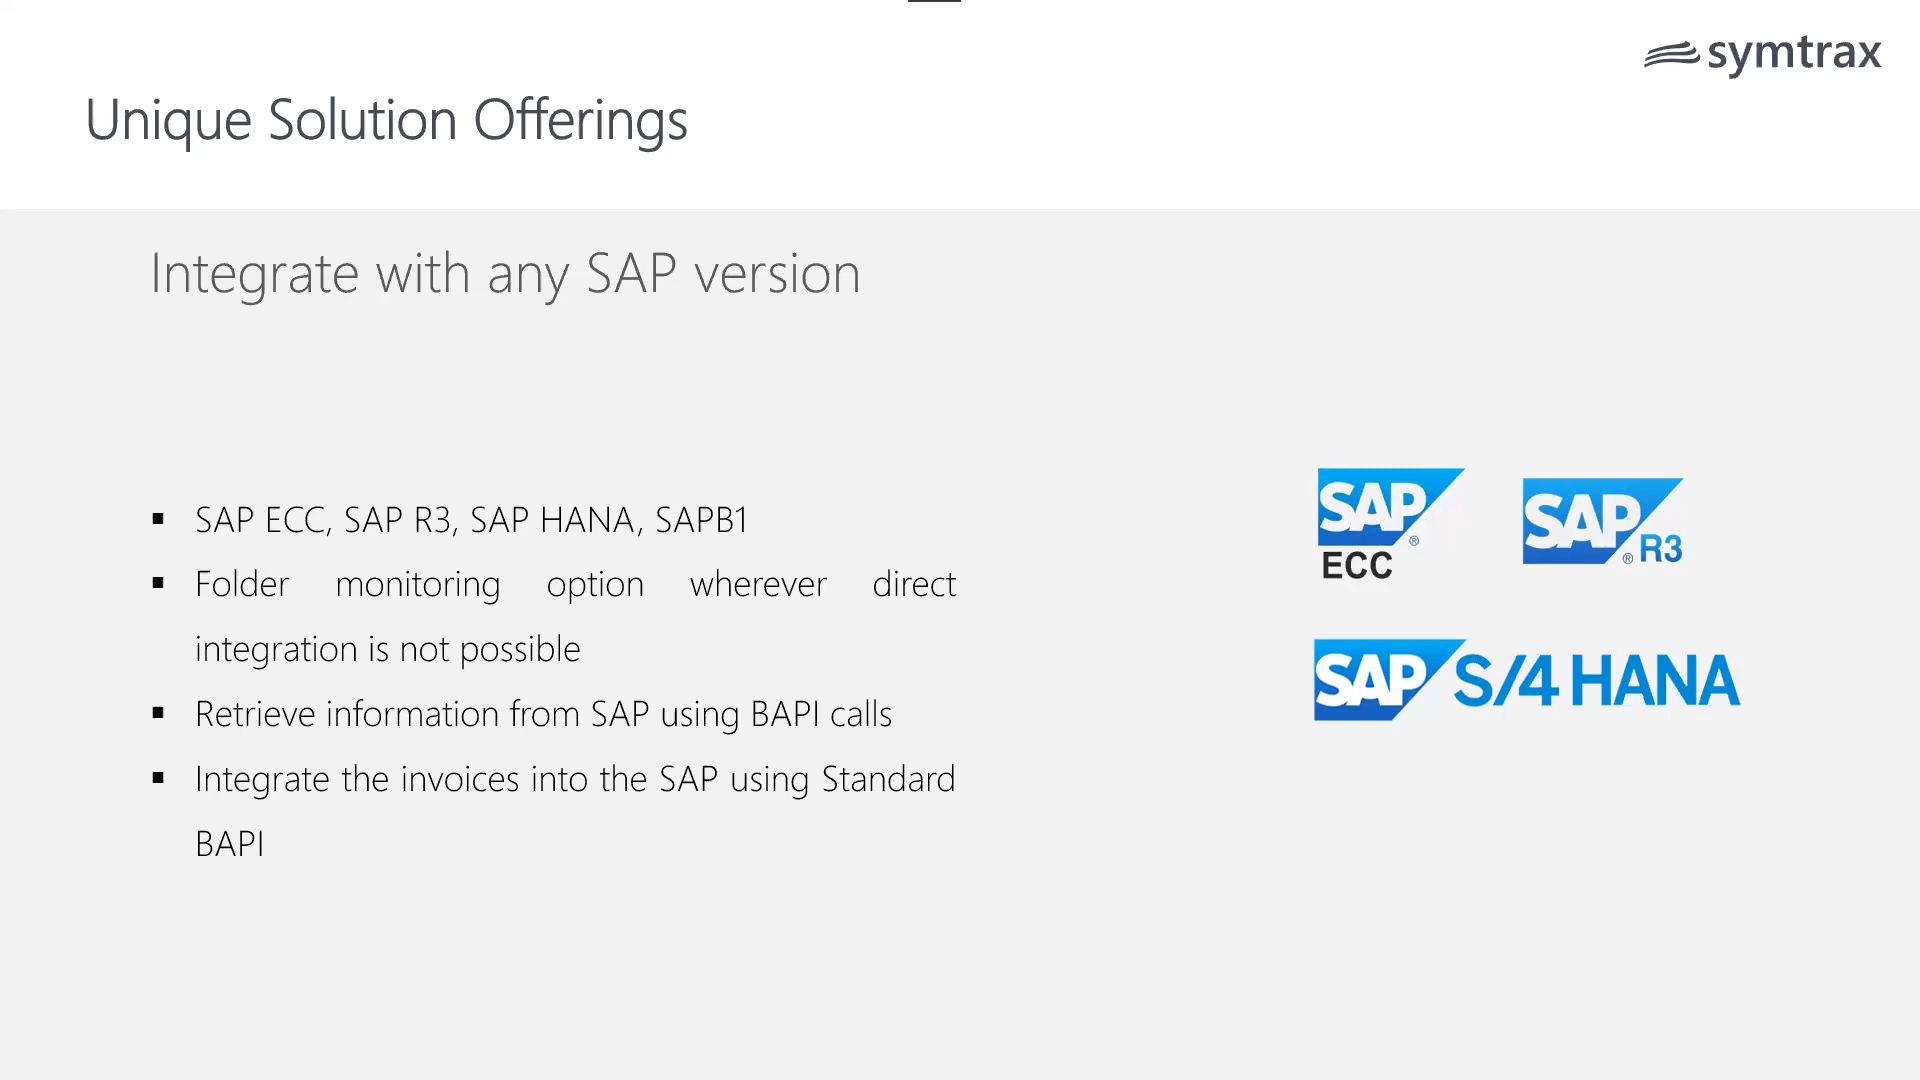 symtrax
Unique Solution Offerings
Integrate with any SAP version
▪ SAP ECC, SAP R3, SAP HANA, SAPB1
▪ Folder monitoring option wherever direct
integration is not possible
▪ Retrieve information from SAP using BAPI calls
▪ Integrate the invoices into the SAP using Standard
BAPI
SAP®
ECC
SAP® R3
SAP S/4HANA